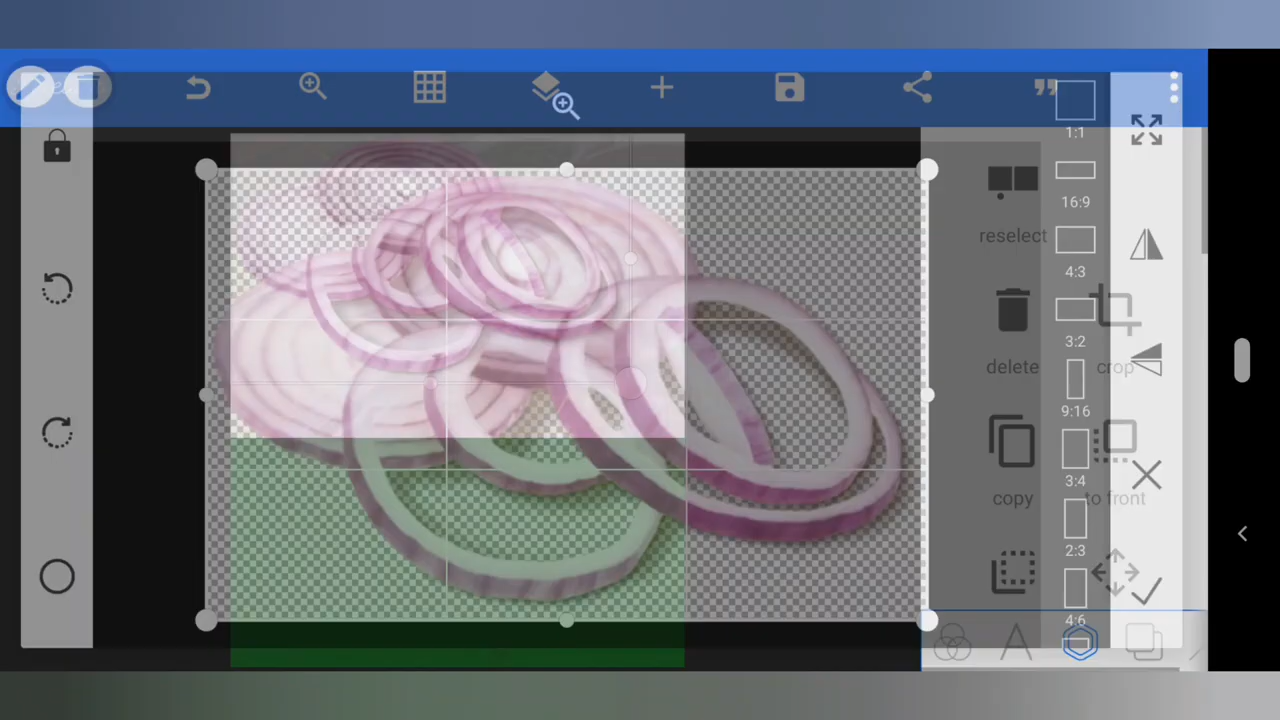 1:1
16:9
reselect
4:3
3:2
delete
crop
9:16
3:4
copy
to front
2:3
4:6